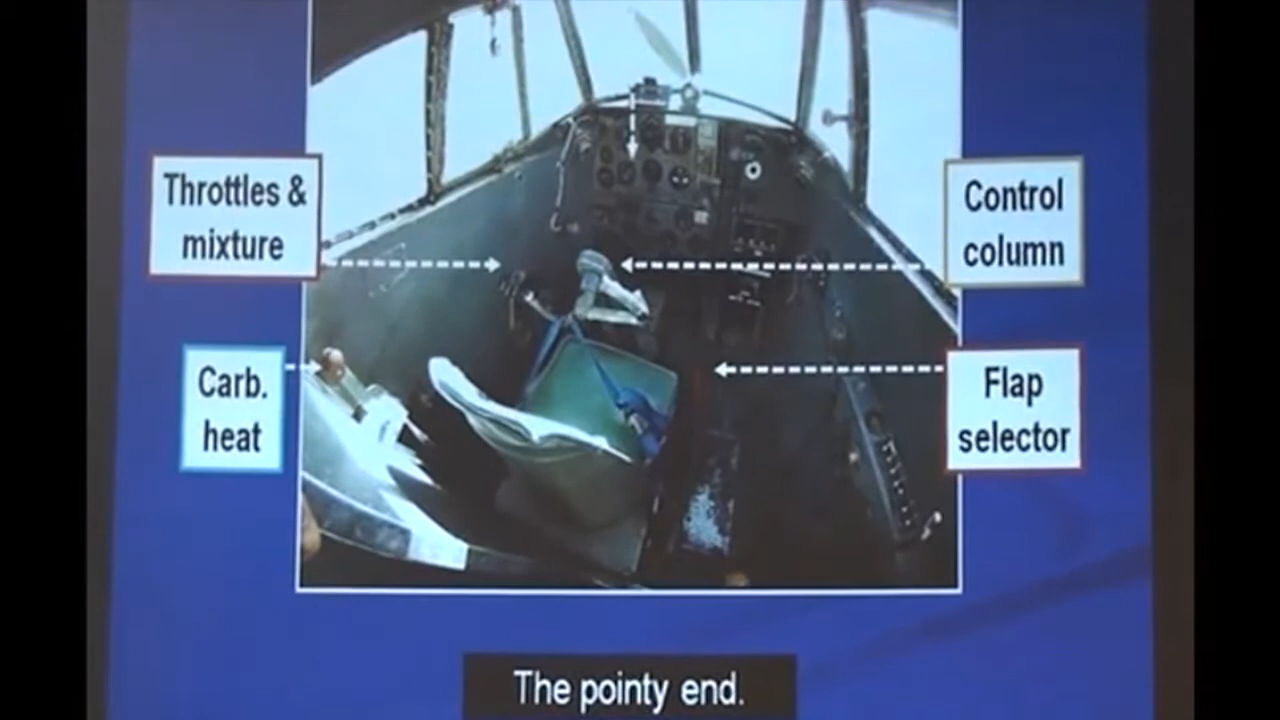 Throttles &
mixture
Control
column
Carb.
heat
Flap
selector
The pointy end.